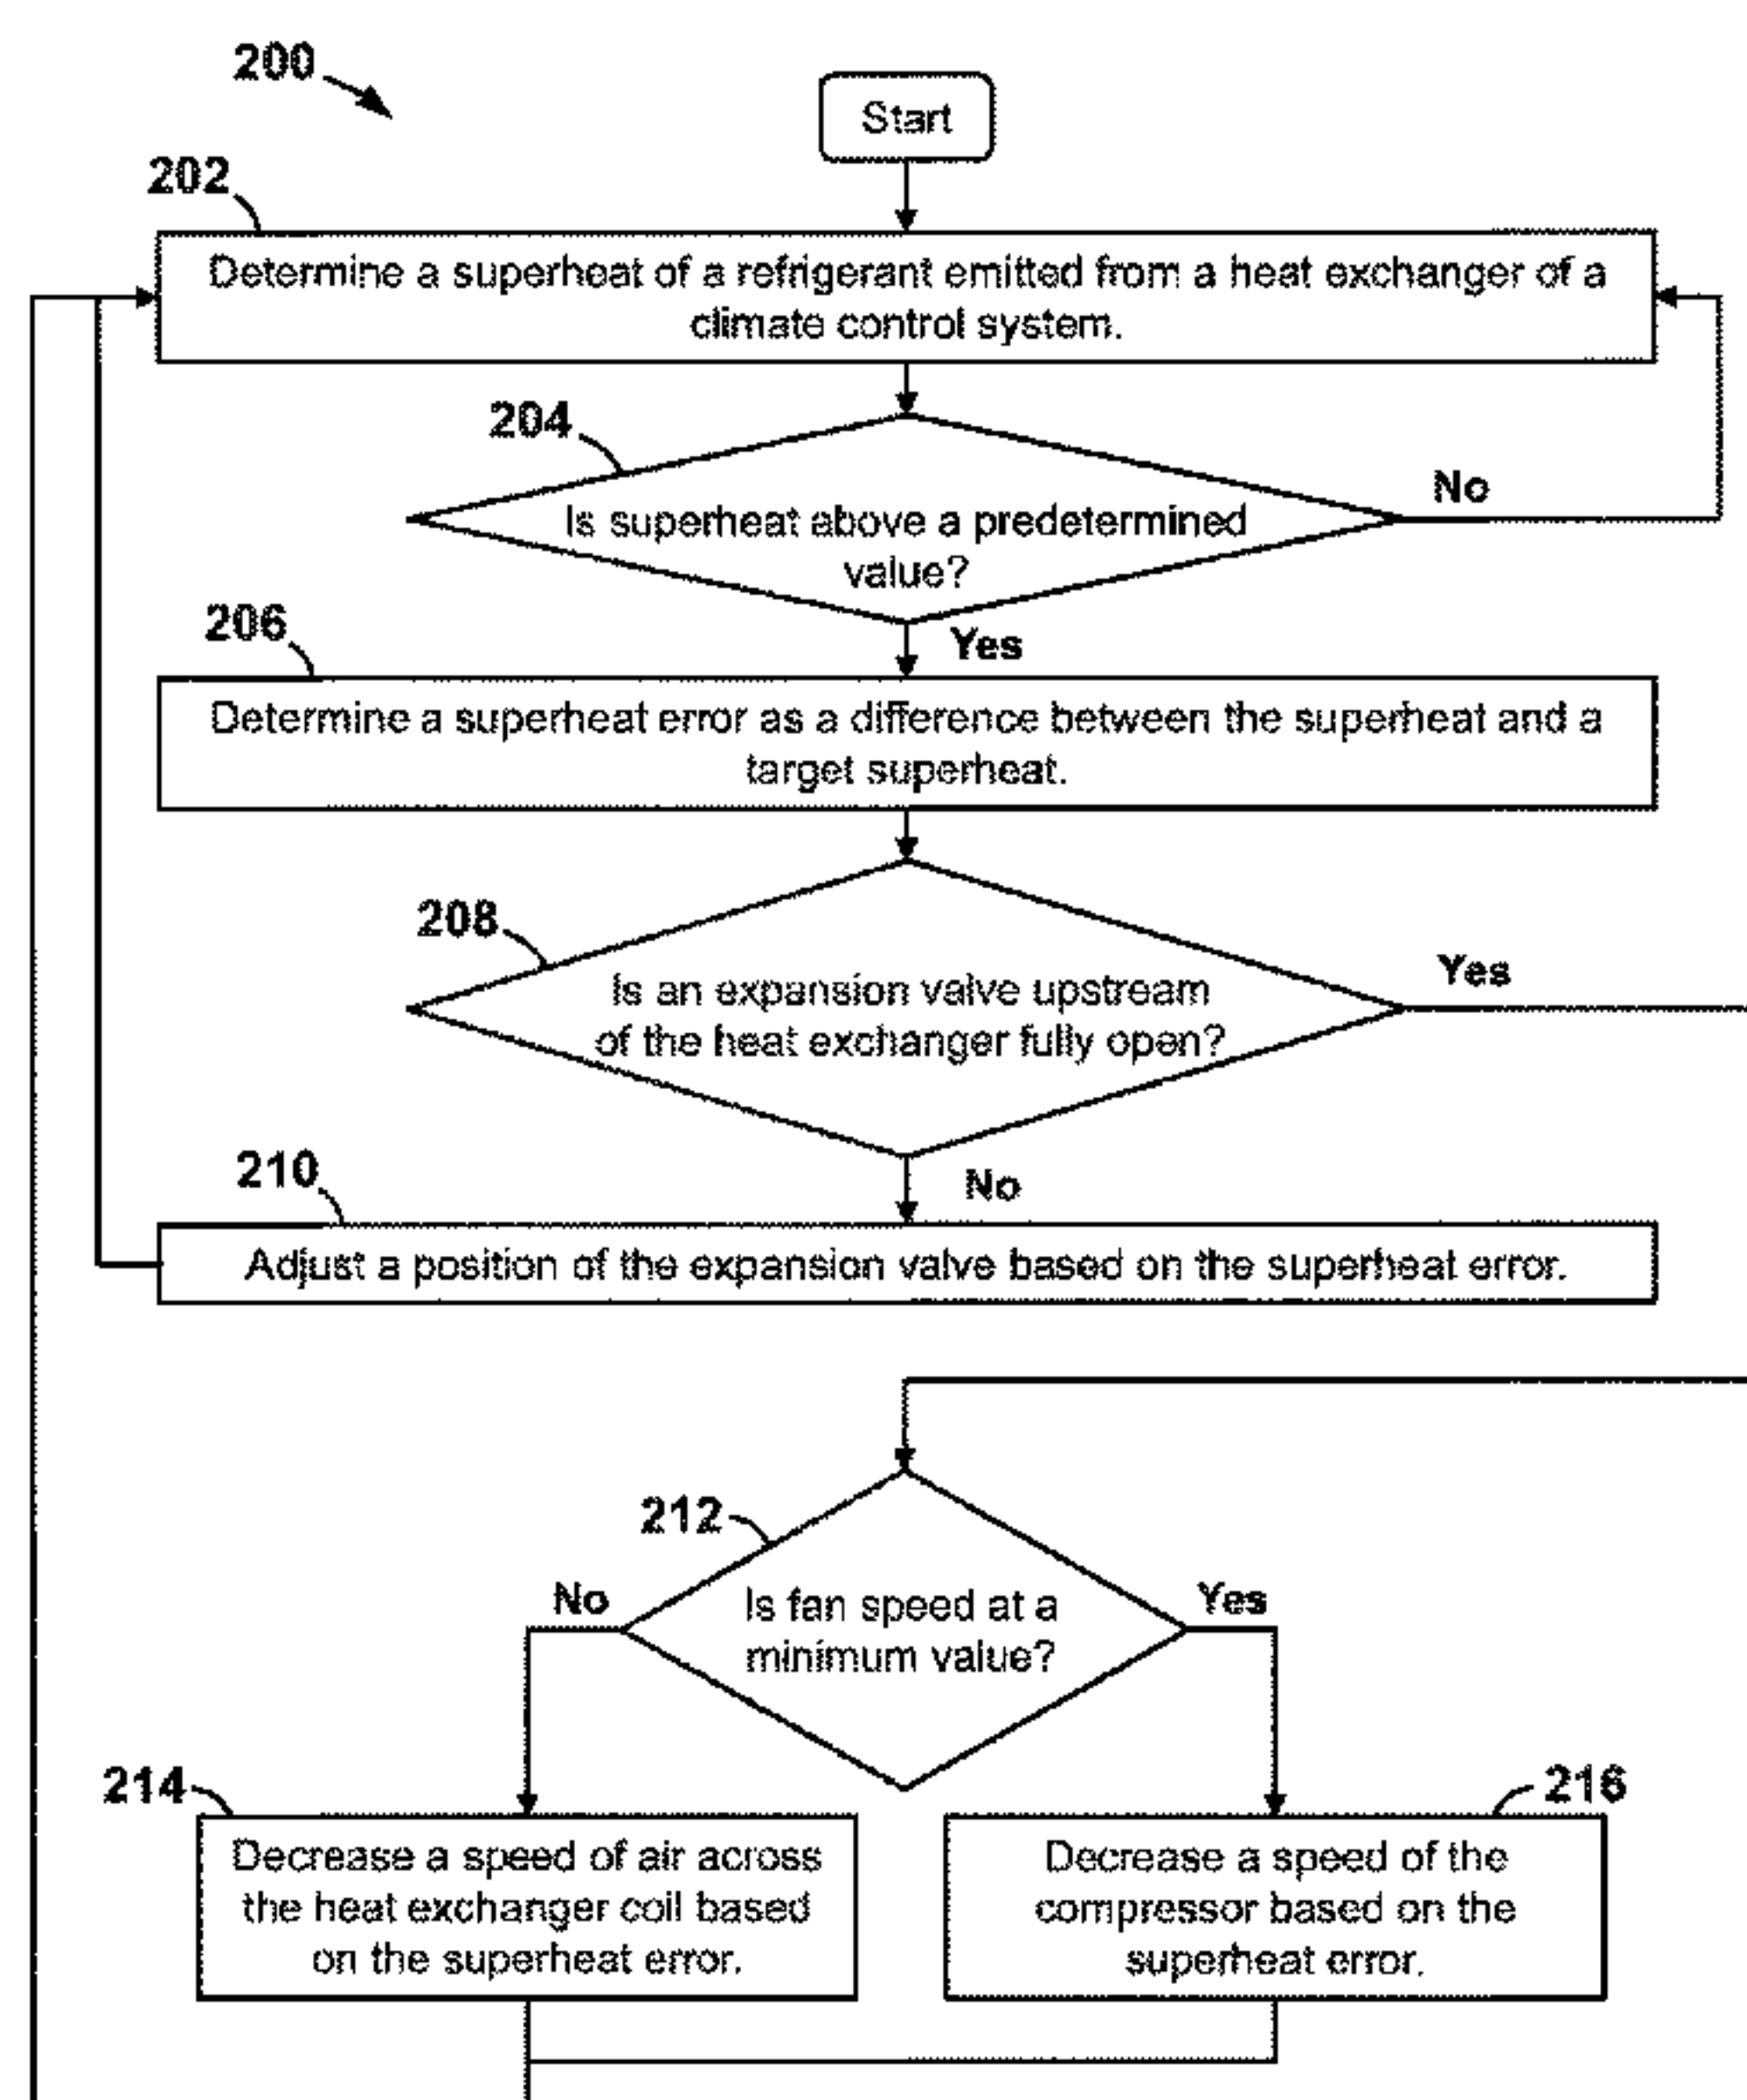 200
Start
202
Determine a superheat of a refrigerant emitted from a heat exchanger of a
climate control system.
204
No
Is superheat above a predetermined
value?
206
Yes
Determine a superheat error as a difference between the superheat and a
target superheat.
208
Yes
Is an expansion valve upstream
of the heat exchanger fully open?
210
No
Adjust a position of the expansion valve based on the superheat error.
212
No
Yes
Is fan speed at a
minimum value?
214
216
Decrease a speed of air across
the heat exchanger coil based
on the superheat error.
Decrease a speed of the
compressor based on the
superheat error.